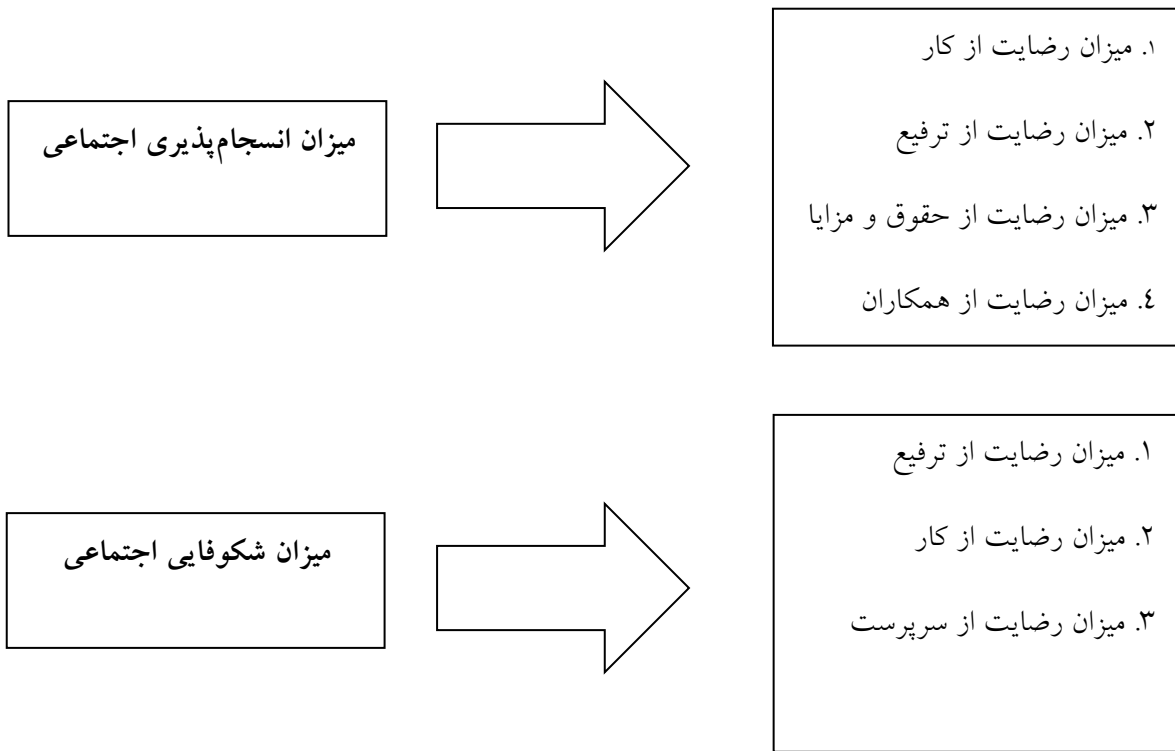 میزان انسجام‌پذیری اجتماعی
۱. میزان رضایت از کار
۲. میزان رضایت از ترفیع
۳. میزان رضایت از حقوق و مزایا
٤. میزان رضایت از همکاران
میزان شکوفایی اجتماعی
۱. میزان رضایت از ترفیع
۲. میزان رضایت از کار
۳. میزان رضایت از سرپرست